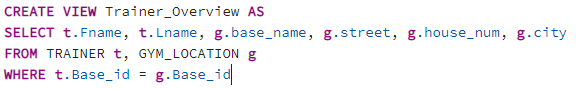 CREATE VIEW Trainer_Overview AS
SELECT t.Fname, t.Lname, g.base_name, g.street, g.house_num, g.city
FROM TRAINER t, GYM_LOCATION g
WHERE t.Base_id = g.Base_id